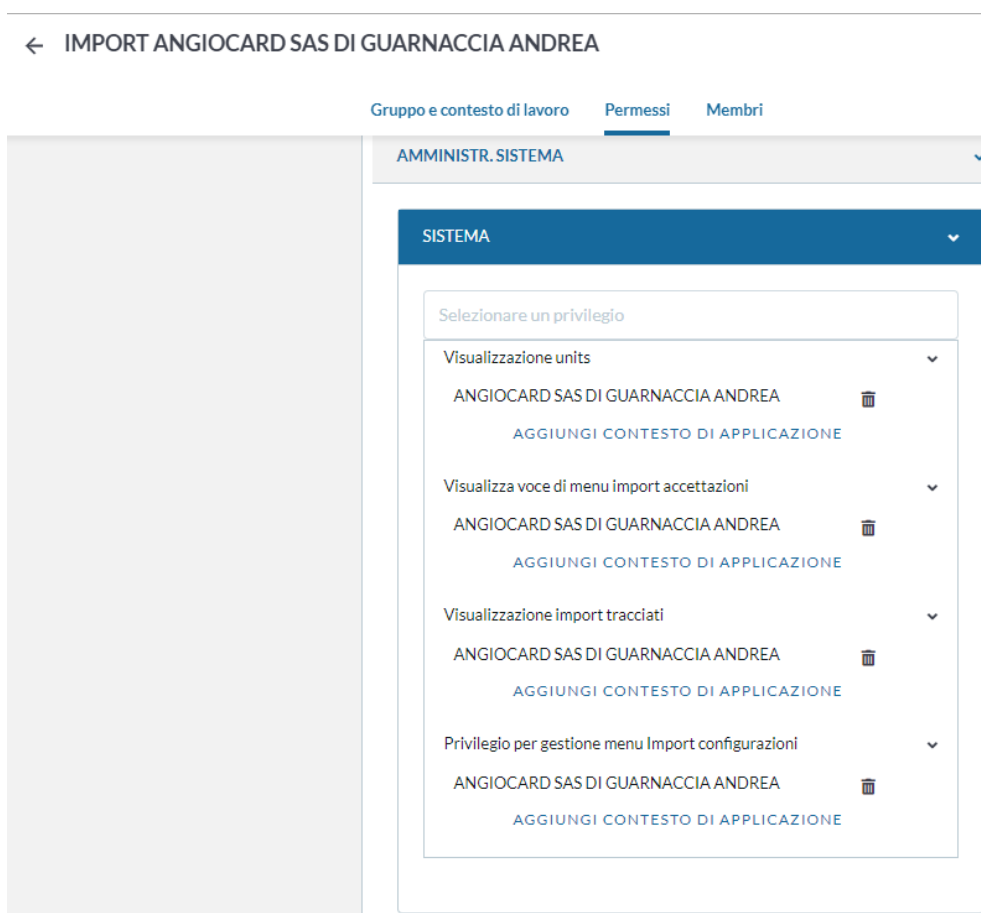 IMPORT ANGIOCARD SAS DI GUARNACCIA ANDREA
Gruppo e contesto di lavoro Permessi Membri
AMMINISTR. SISTEMA
SISTEMA
Selezionare un privilegio
Visualizzazione units
ANGIOCARD SAS DI GUARNACCIA ANDREA
AGGIUNGI CONTESTO DI APPLICAZIONE
Visualizza voce di menu import accettazioni
ANGIOCARD SAS DI GUARNACCIA ANDREA
AGGIUNGI CONTESTO DI APPLICAZIONE
Visualizzazione import tracciati
ANGIOCARD SAS DI GUARNACCIA ANDREA
AGGIUNGI CONTESTO DI APPLICAZIONE
Privilegio per gestione menu Import configurazioni
ANGIOCARD SAS DI GUARNACCIA ANDREA
AGGIUNGI CONTESTO DI APPLICAZIONE